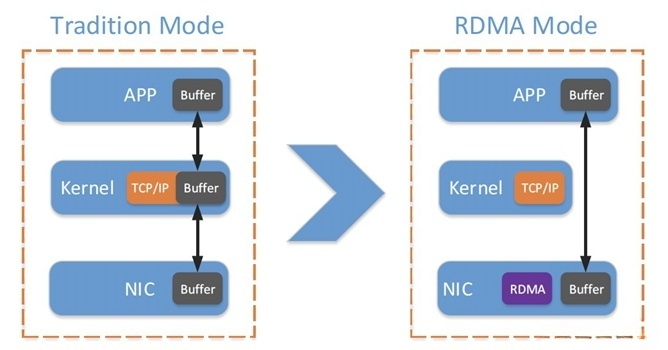 Tradition Mode
APP Buffer
Kernel TCP/IP Buffer
NIC Buffer
RDMA Mode
APP Buffer
Kernel TCP/IP
NIC RDMA Buffer